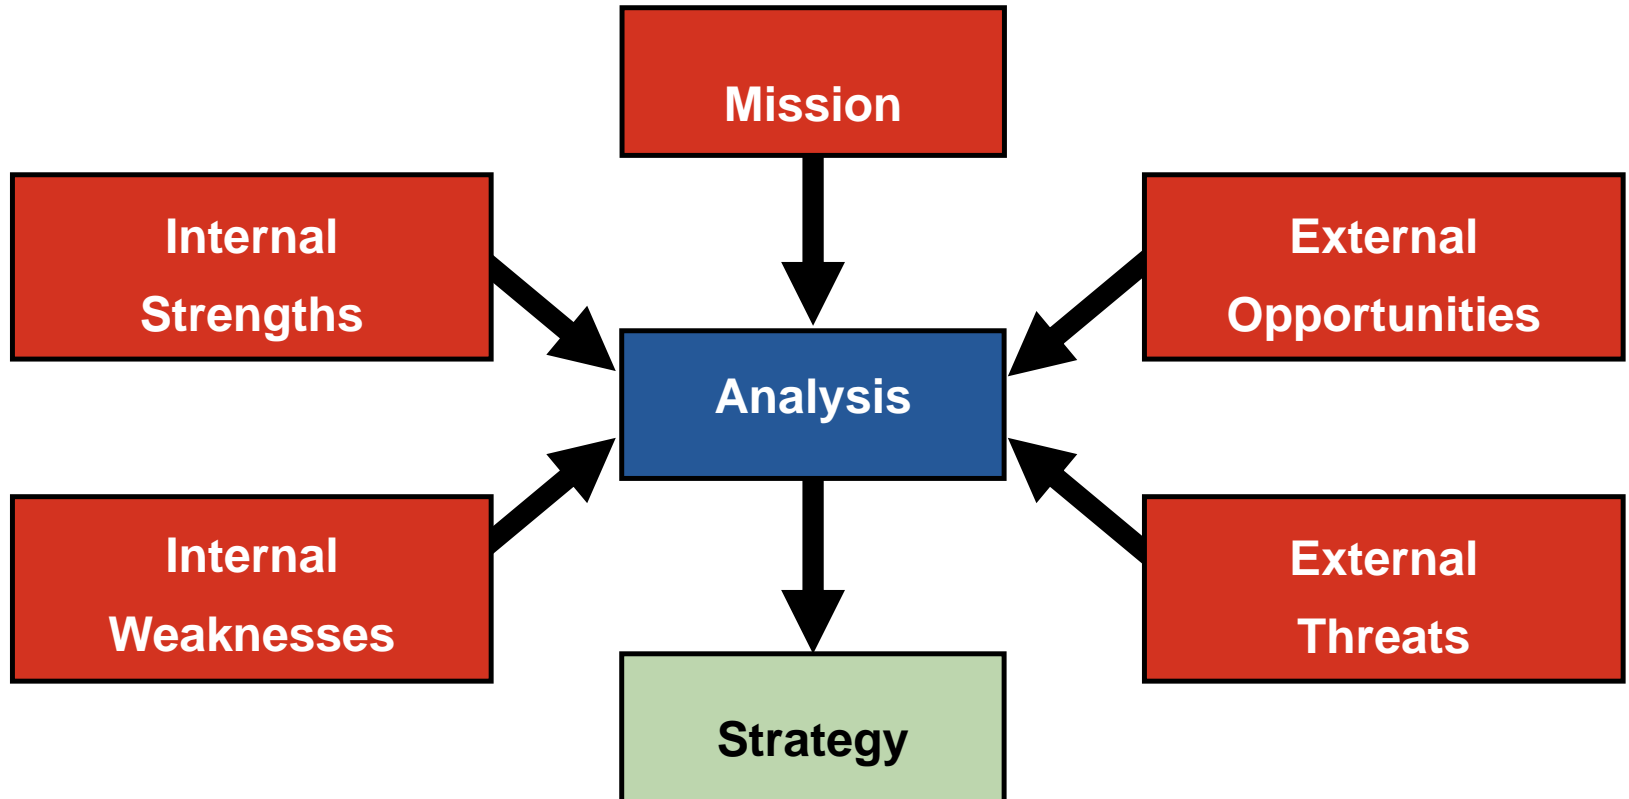 Mission
Internal
Strengths
External
Opportunities
Analysis
Internal
Weaknesses
External
Threats
Strategy